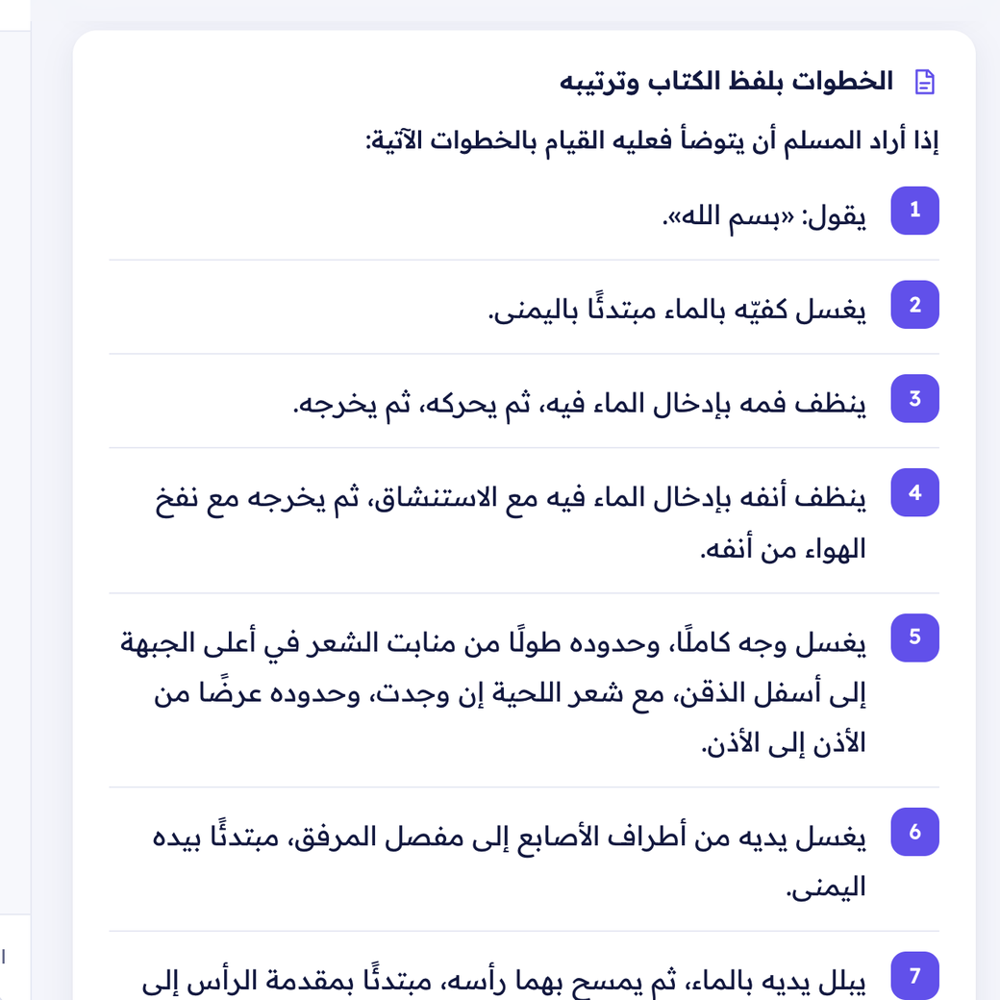 الخطوات بلفظ الكتاب وترتيبه
إذا أراد المسلم أن يتوضأ فعليه القيام بالخطوات الآتية:
1 يقول: «بسم الله».
2 يغسل كفيّه بالماء مبتدئًا باليمنى.
3 ينظف فمه بإدخال الماء فيه، ثم يحركه، ثم يخرجه.
4 ينظف أنفه بإدخال الماء فيه مع الاستنشاق، ثم يخرجه مع نفخ
الهواء من أنفه.
5 يغسل وجه كاملًا، وحدوده طولًا من منابت الشعر في أعلى الجبهة
إلى أسفل الذقن، مع شعر اللحية إن وجدت، وحدوده عرضًا من
الأذن إلى الأذن.
6 يغسل يديه من أطراف الأصابع إلى مفصل المرفق، مبتدئًا بيده
اليمنى.
7 يبلل يديه بالماء، ثم يمسح بهما رأسه، مبتدئًا بمقدمة الرأس إلى